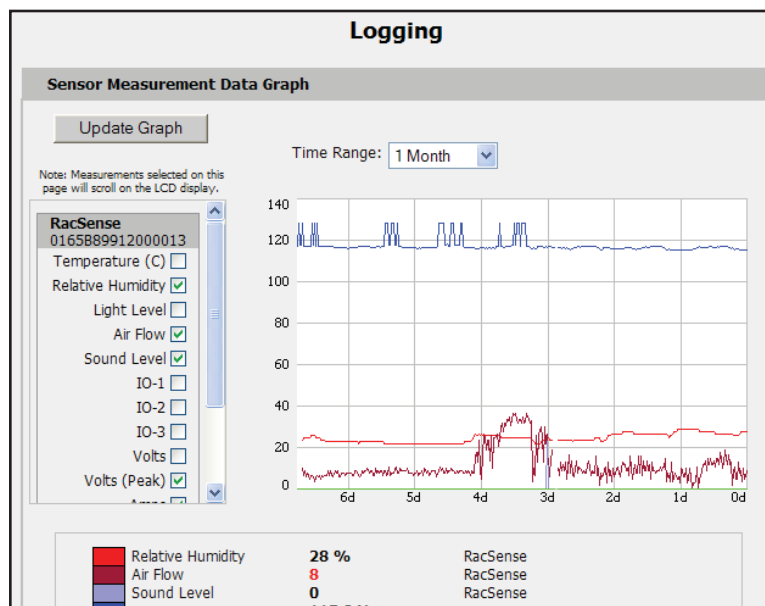 Logging
Sensor Measurement Data Graph
Update Graph
Time Range: 1 Month
Note: Measurements selected on this
page will scroll on the LCD display.
RacSense
0165B89912000013
Temperature (C)
Relative Humidity
Light Level
Air Flow
Sound Level
IO-1
IO-2
IO-3
Volts
Volts (Peak)
140
120
100
80
60
40
20
0
6d 5d 4d 3d 2d 1d 0d
Relative Humidity 28 % RacSense
Air Flow 8 RacSense
Sound Level 0 RacSense